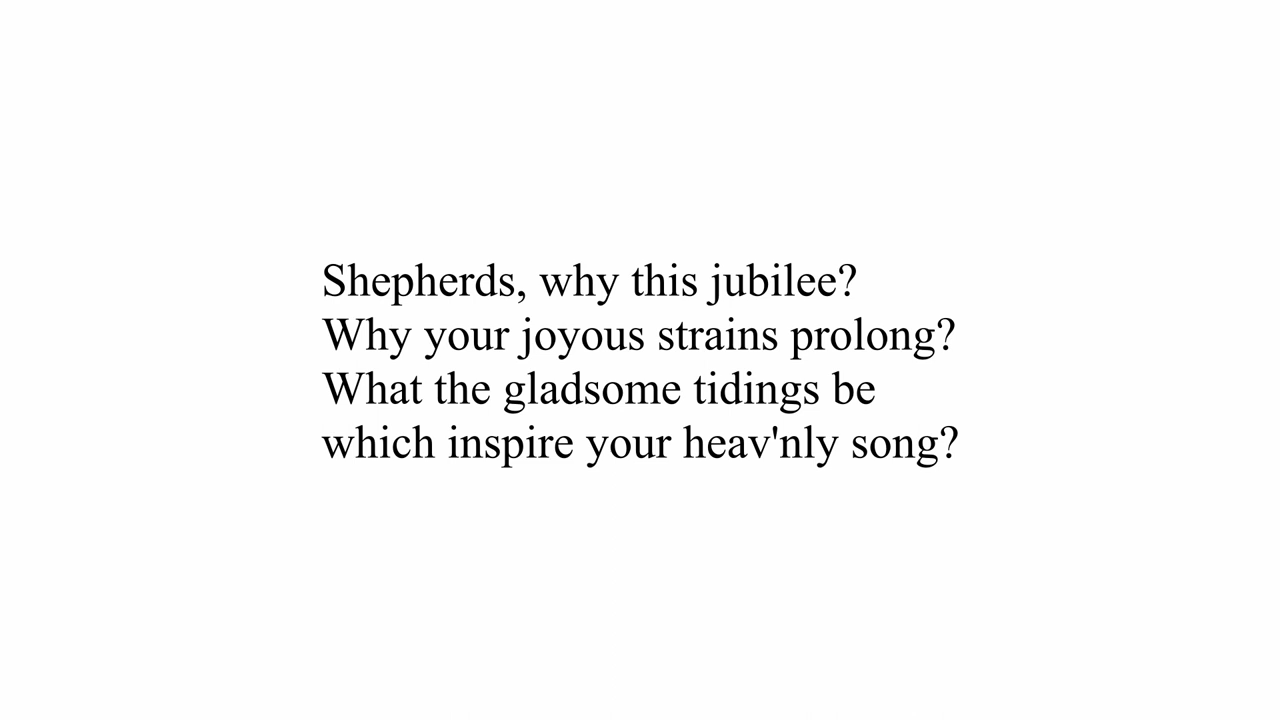 Shepherds, why this jubilee?
Why your joyous strains prolong?
What the gladsome tidings be
which inspire your heav'nly song?